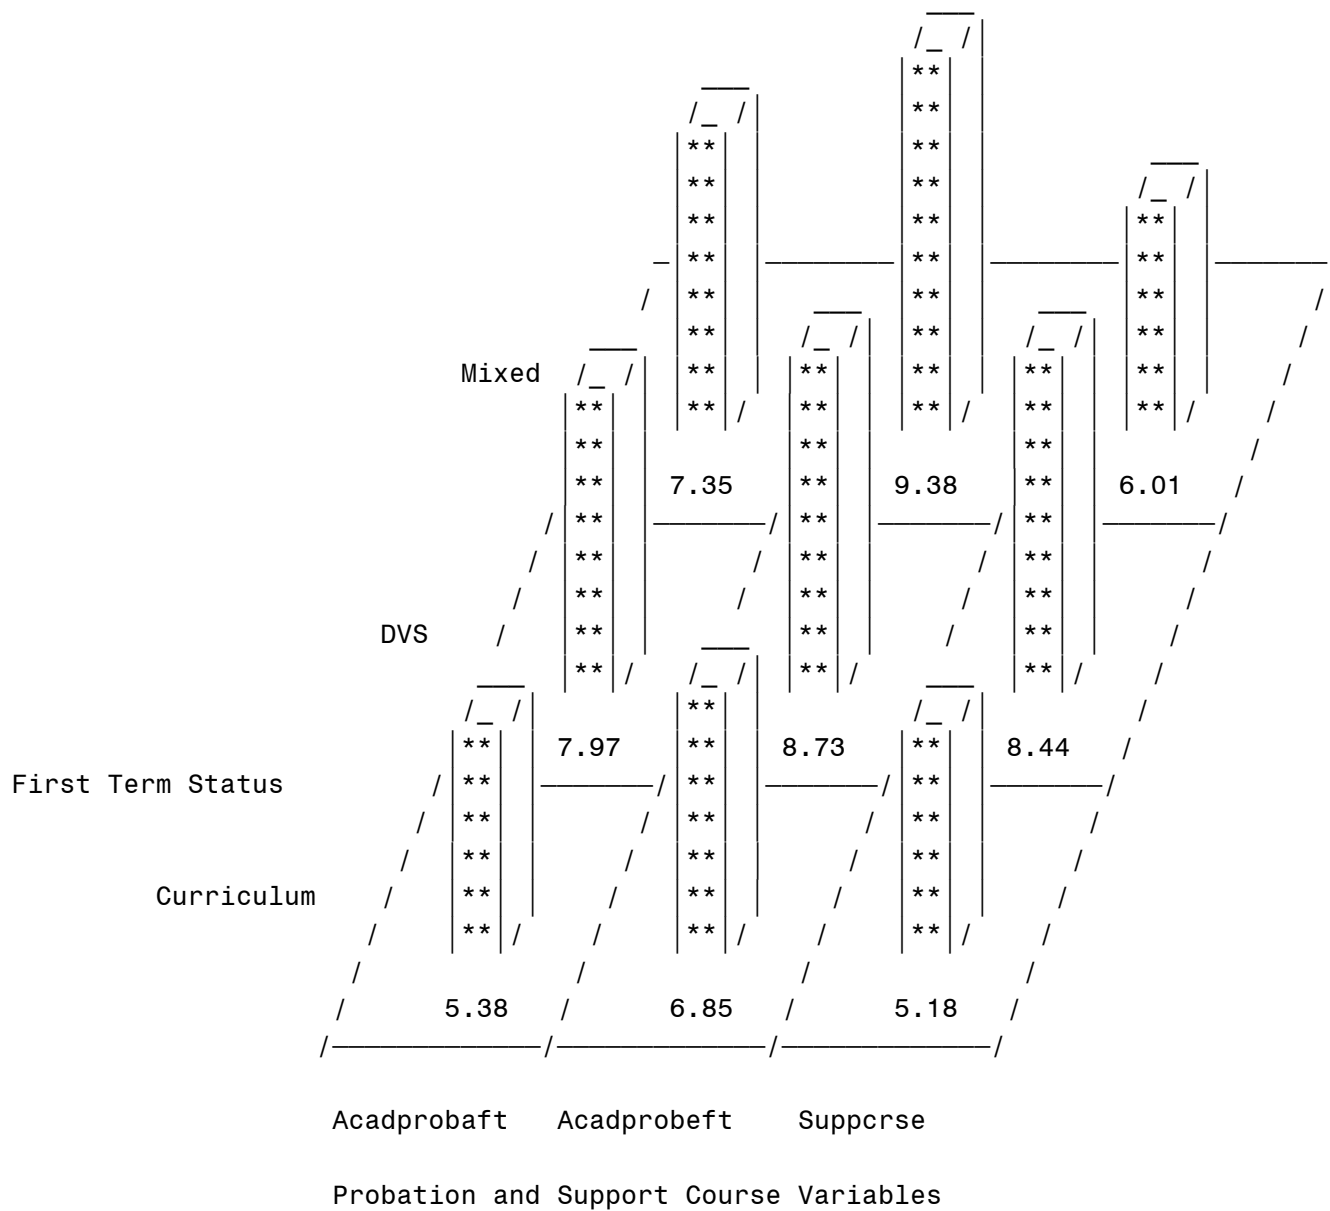 Mixed
7.35 9.38 6.01
DVS
7.97 8.73 8.44
First Term Status
Curriculum
5.38 6.85 5.18
Acadprobaft Acadprobeft Suppcrse
Probation and Support Course Variables